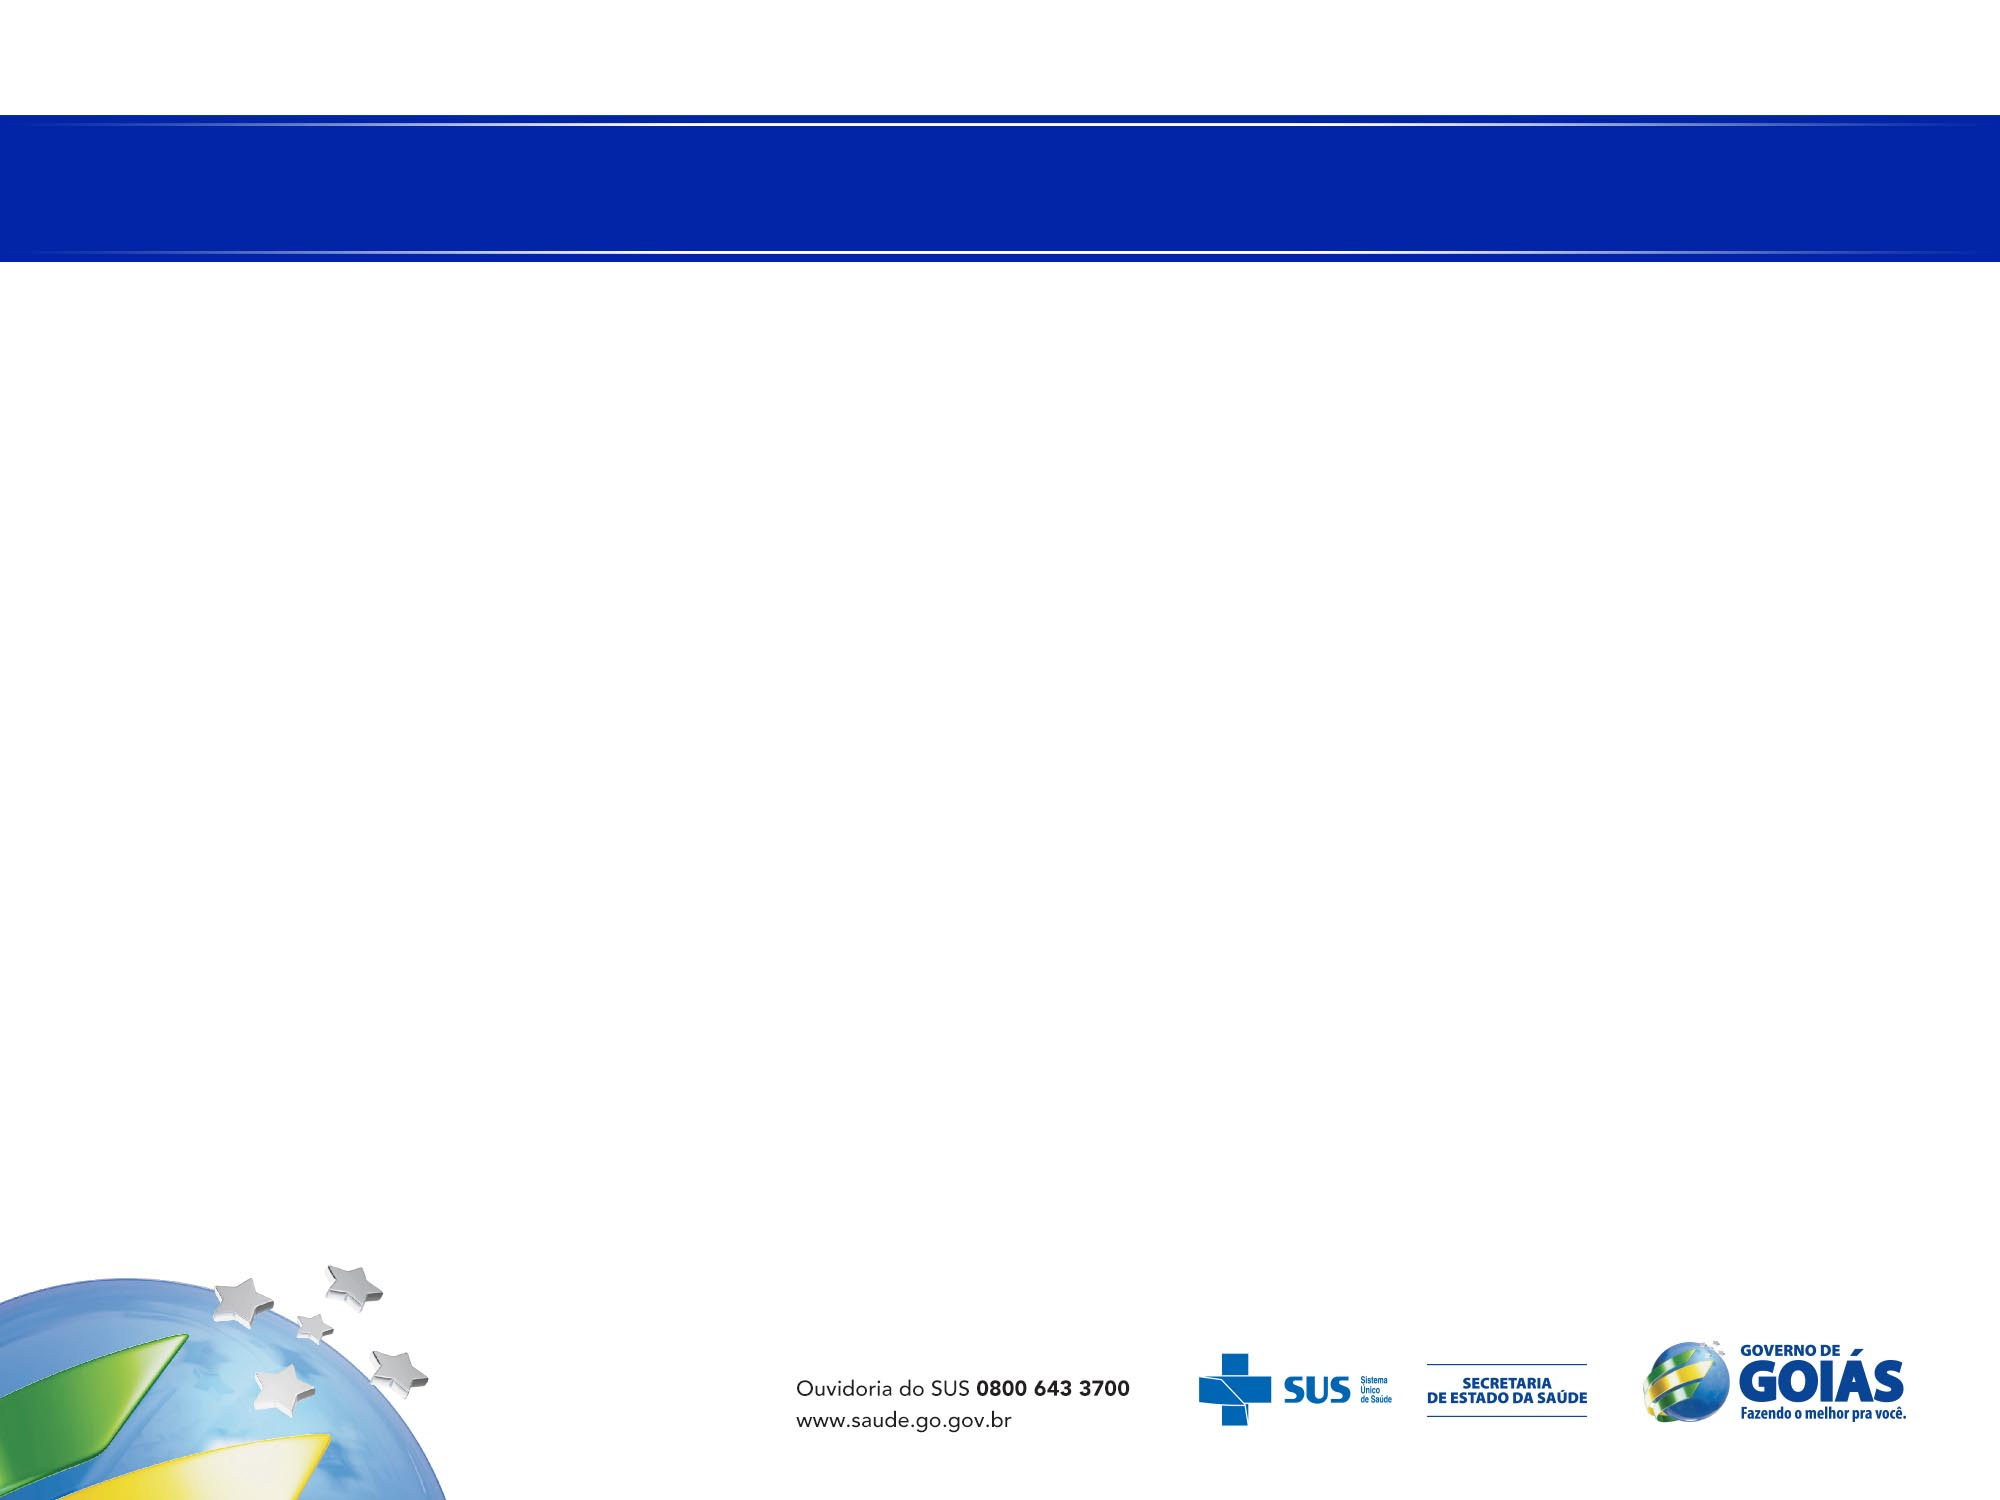 Ouvidoria do SUS 0800 643 3700
www.saude.go.gov.br
SUS
Sistema
Único
de Saúde
SECRETARIA
DE ESTADO DA SAÚDE
GOVERNO DE
GOIÁS
Fazendo o melhor pra você.